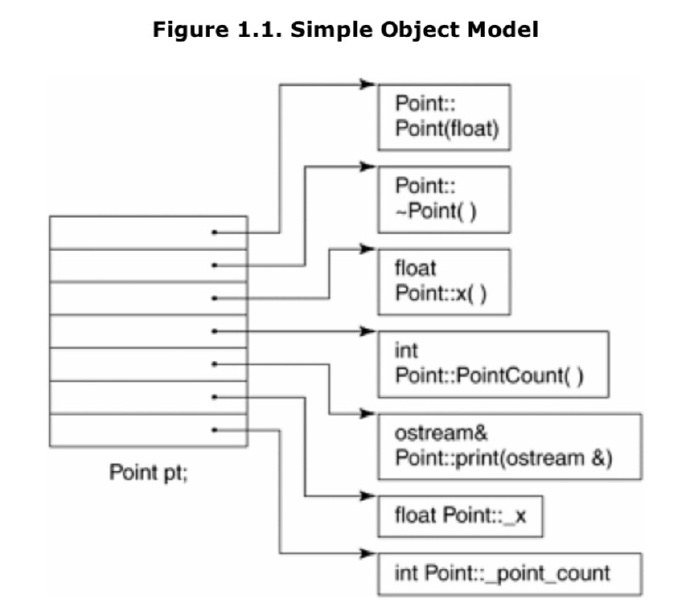 Figure 1.1. Simple Object Model
Point::
Point(float)
Point::
~Point( )
float
Point::x( )
int
Point::PointCount( )
ostream&
Point::print(ostream &)
float Point::_x
int Point::_point_count
Point pt;